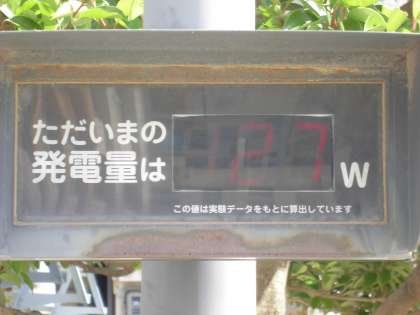 ただいまの
発電量は 127 W
この値は実験データをもとに算出しています